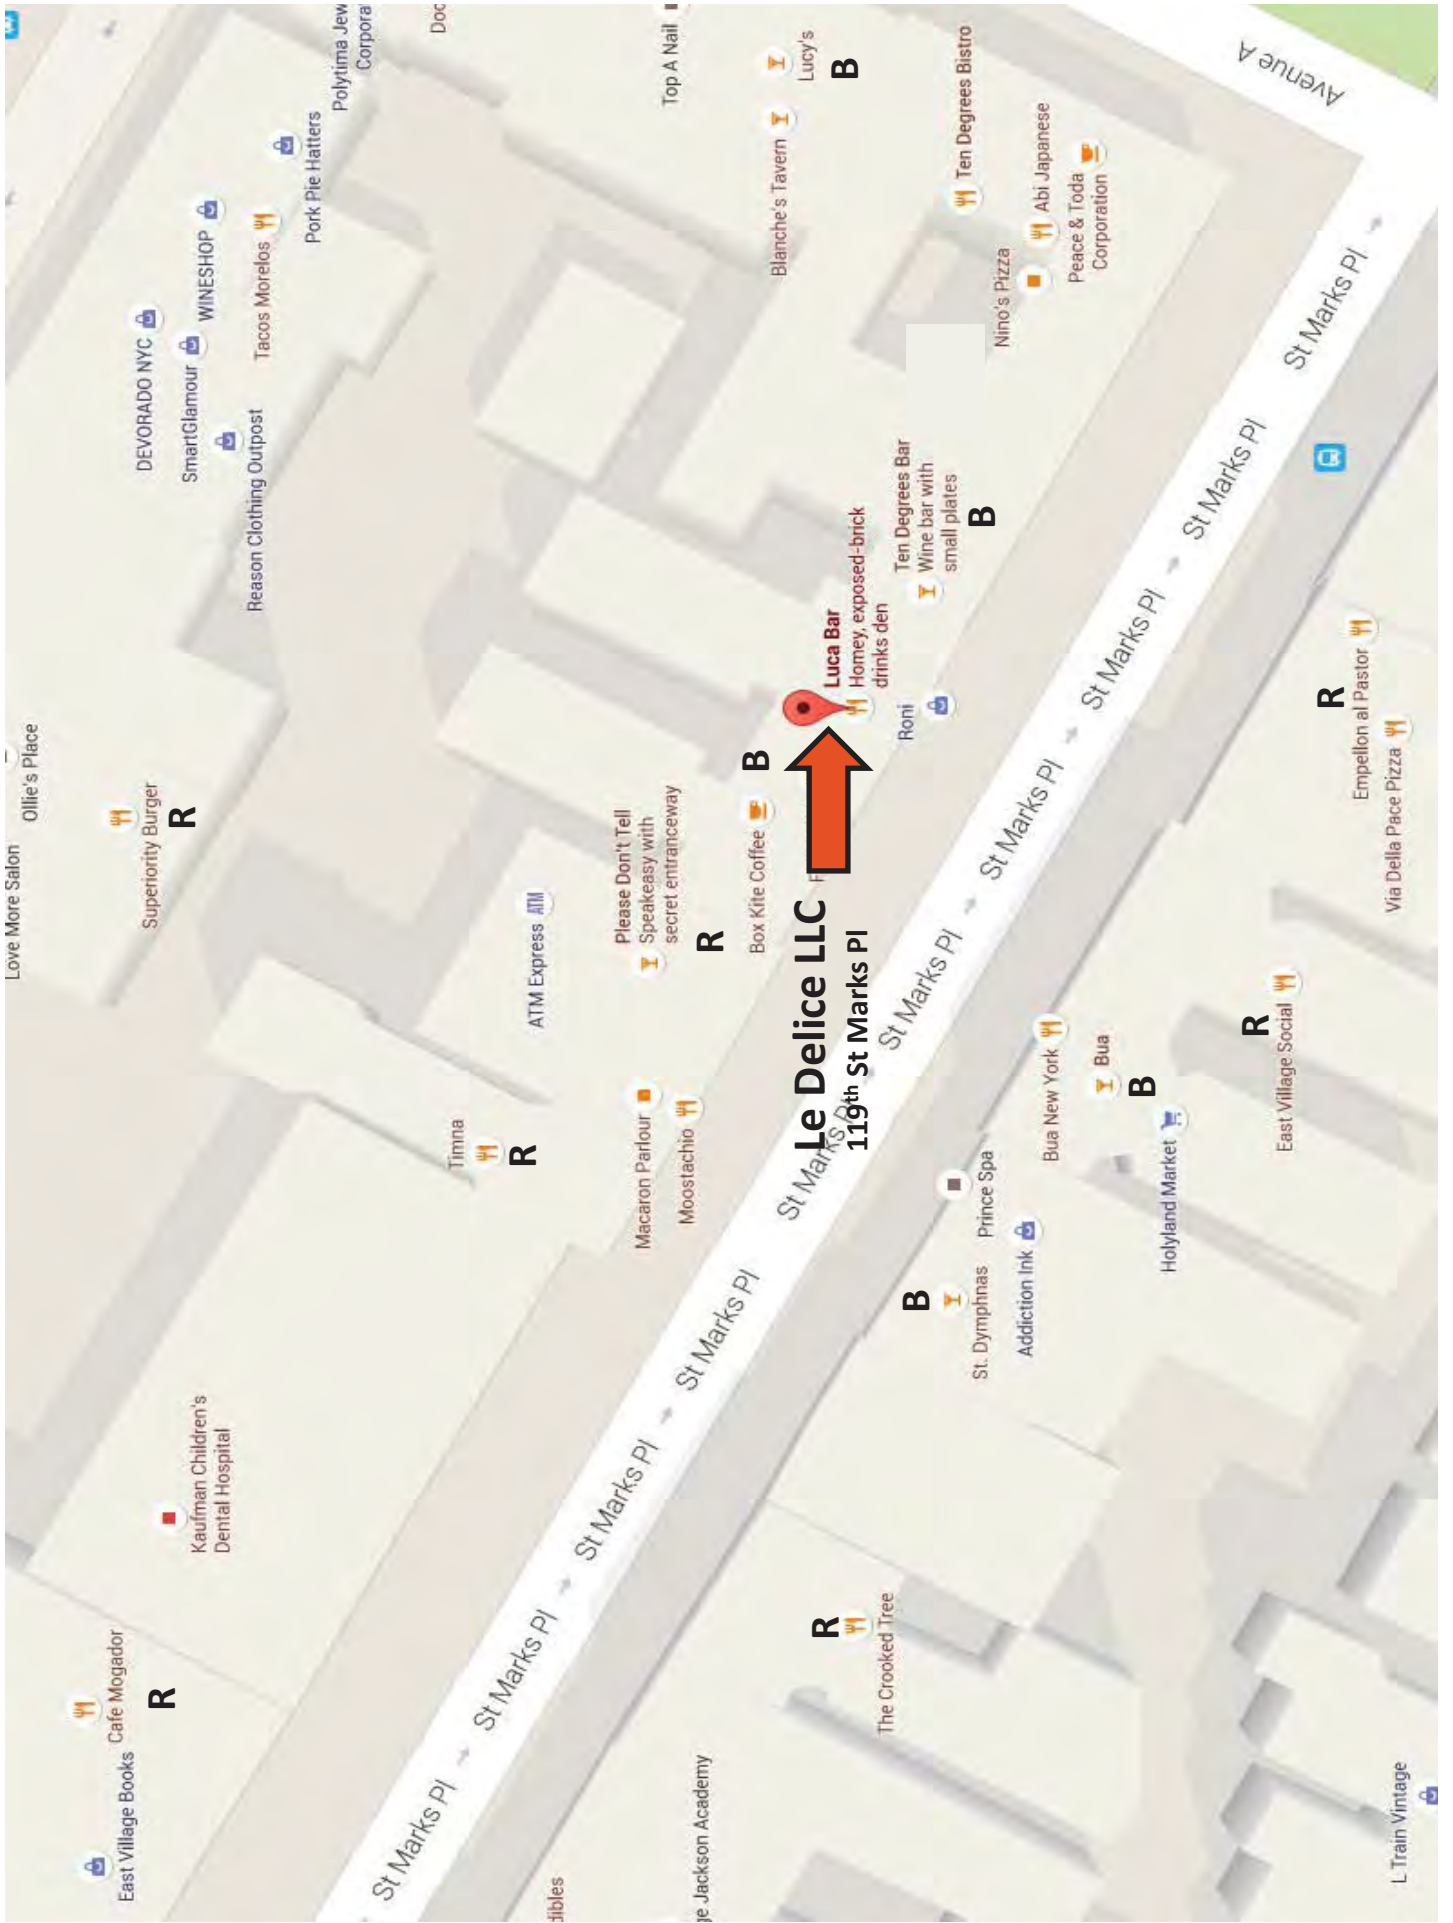 Love More Salon
Ollie's Place
East Village Books
Cafe Mogador
R
Kaufman Children's
Dental Hospital
Superiority Burger
R
DEVORADO NYC
SmartGlamour
WINESHOP
Reason Clothing Outpost
Tacos Morelos
Pork Pie Hatters
Polytima Jew
Corpora
Doc
Timna
R
ATM Express
ATM
Please Don't Tell
Speakeasy with
secret entranceway
R
Macaron Parlour
Moostachio
Top A Nail
Blanche's Tavern
Lucy's
B
Box Kite Coffee
B
Luca Bar
Homey, exposed-brick
drinks den
Roni
Ten Degrees Bar
Wine bar with
small plates
B
Ten Degrees Bistro
Nino's Pizza
Abi Japanese
Peace & Toda
Corporation
Avenue A
Le Delice LLC
119th St Marks Pl
F
St Marks Pl
St Marks Pl
St Marks Pl
St Marks Pl
St Marks Pl
St Marks Pl
St Marks Pl
St Marks Pl
St Marks Pl
St Marks Pl
dibles
ge Jackson Academy
R
The Crooked Tree
B
St. Dymphnas
Prince Spa
Addiction Ink
Bua New York
Bua
B
Holyland Market
R
East Village Social
R
Empellon al Pastor
Via Della Pace Pizza
L Train Vintage